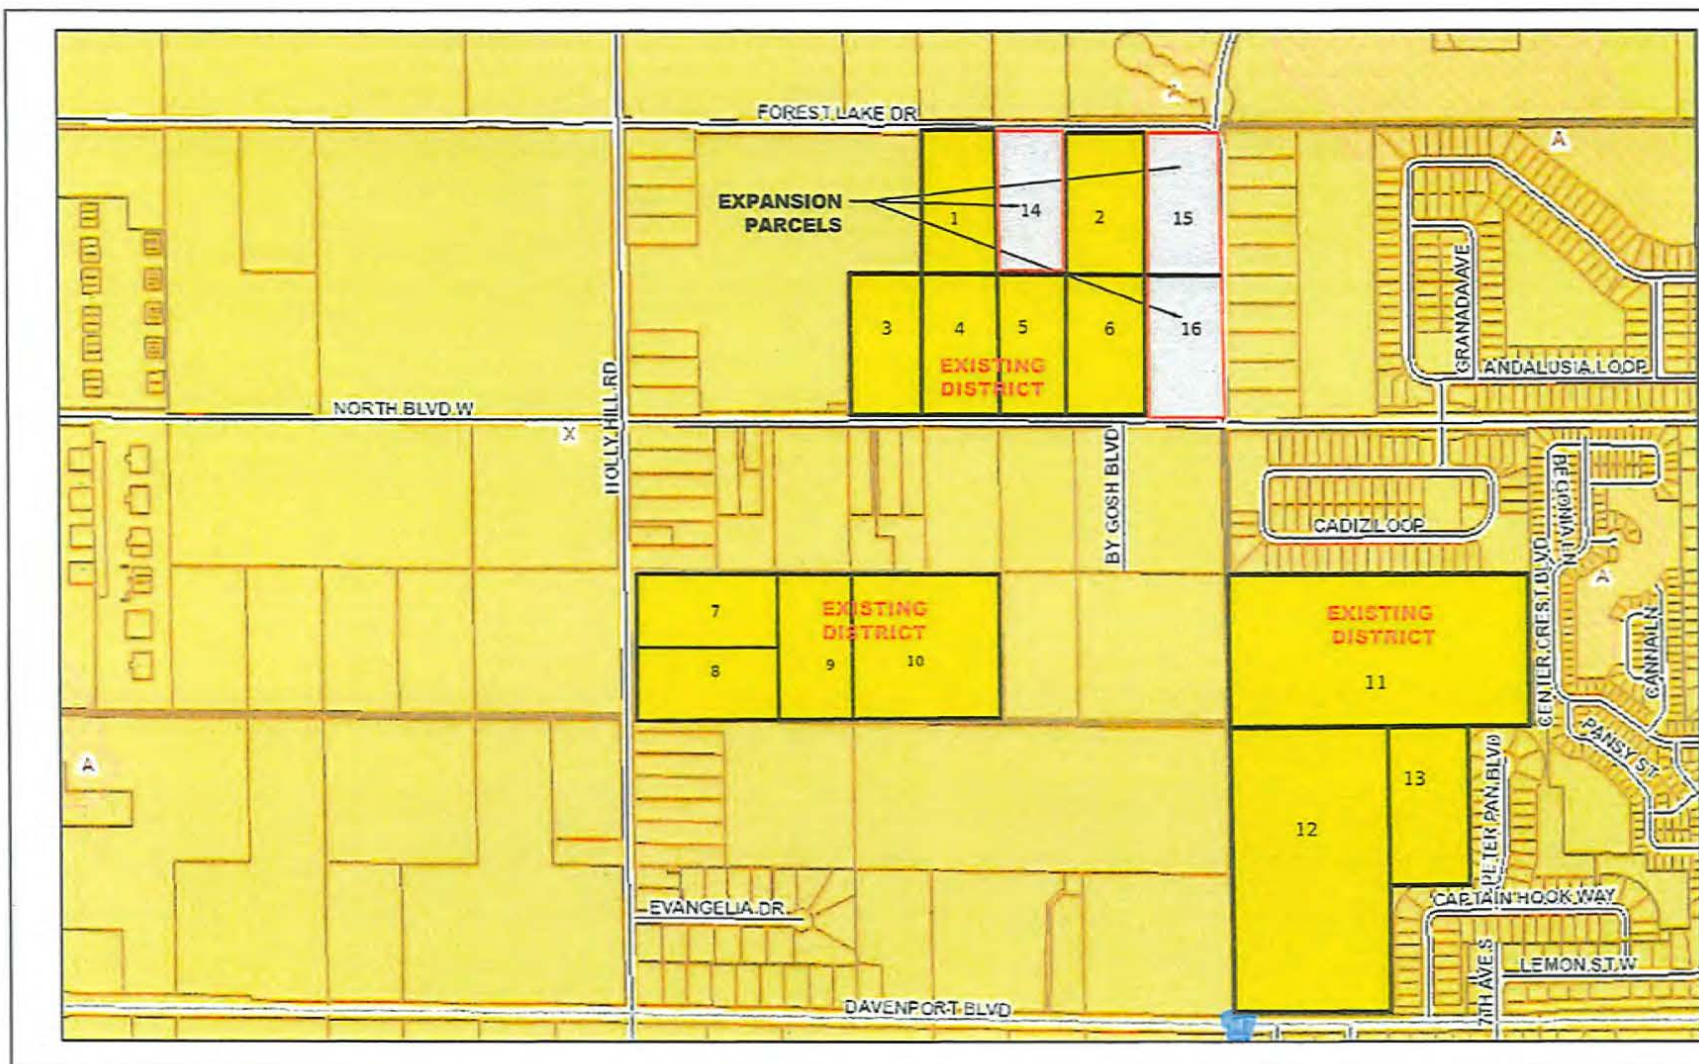 FOREST LAKE DR
A
EXPANSION
PARCELS
1
14
2
15
3
4
5
6
16
EXISTING
DISTRICT
GRANADA AVE
ANDALUSIA LOOP
HOLLY HILL RD
NORTH BLVD W
X
BY GOSH BLVD
CADIZ LOOP
BEGONIA LN
CENTER CREST BLVD
A
CANNA LN
7
8
9
10
EXISTING
DISTRICT
EXISTING
DISTRICT
11
PANSY ST
A
12
13
PETER PAN BLVD
EVANGELIA DR
CAPTAIN HOOK WAY
7TH AVE S
LEMON ST W
DAVENPORT BLVD